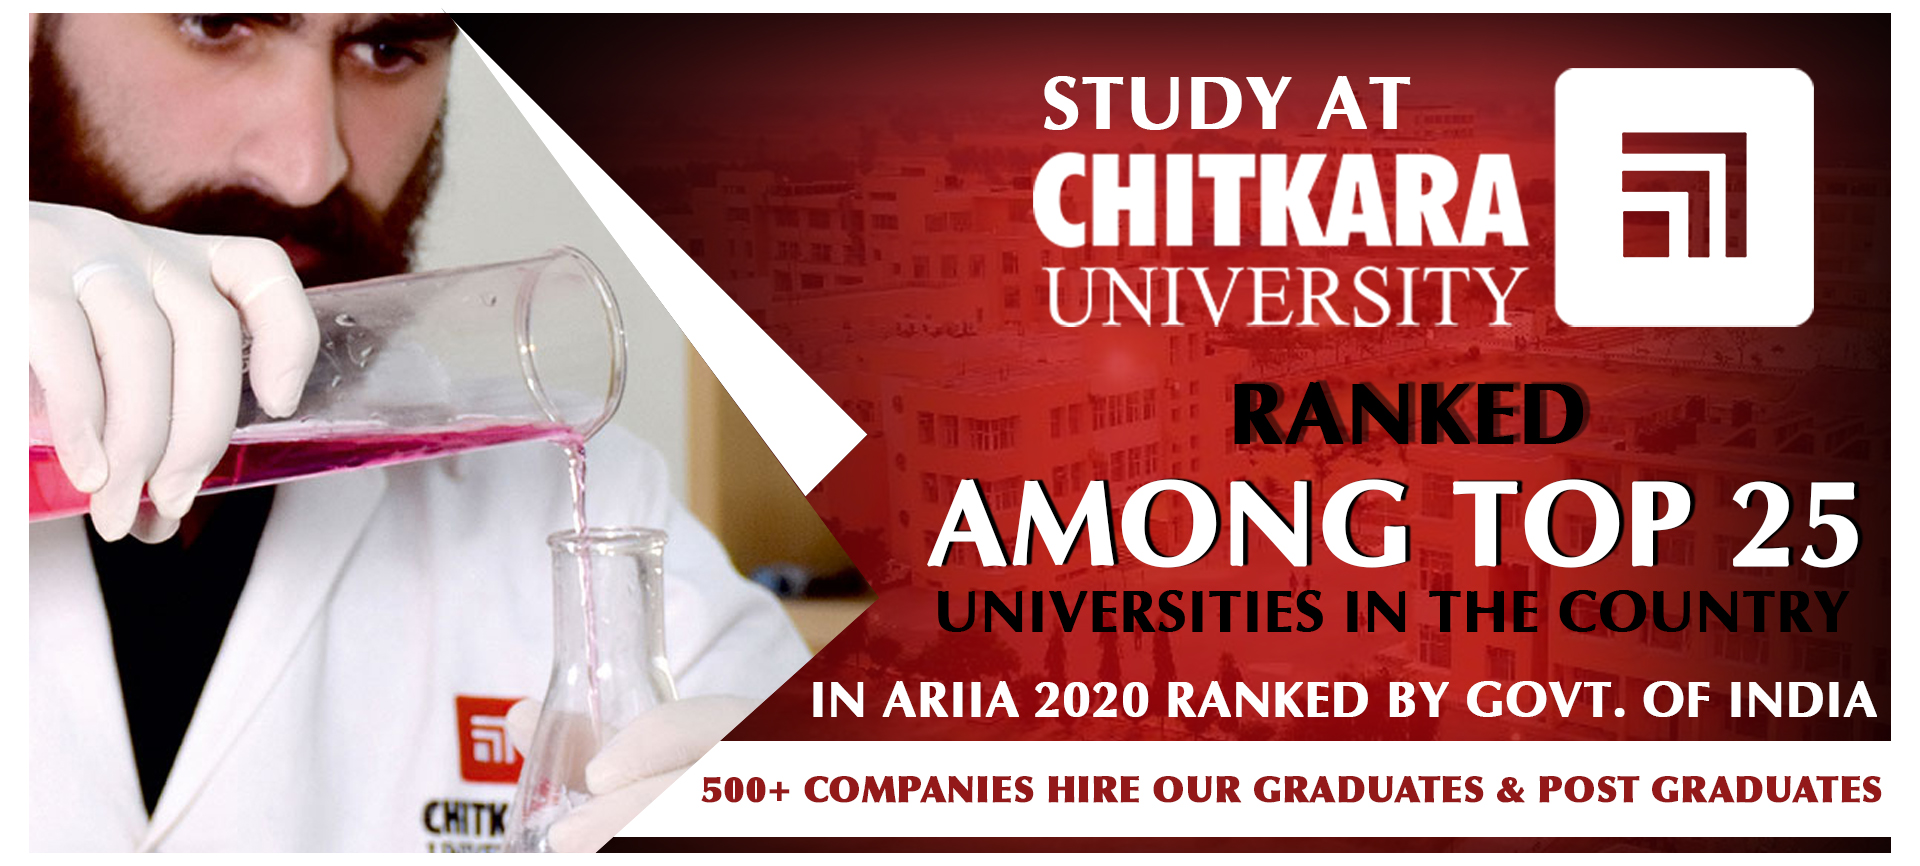 STUDY AT
CHITKARA
UNIVERSITY
RANKED
AMONG TOP 25
UNIVERSITIES IN THE COUNTRY
IN ARIIA 2020 RANKED BY GOVT. OF INDIA
500+ COMPANIES HIRE OUR GRADUATES & POST GRADUATES
CHITK